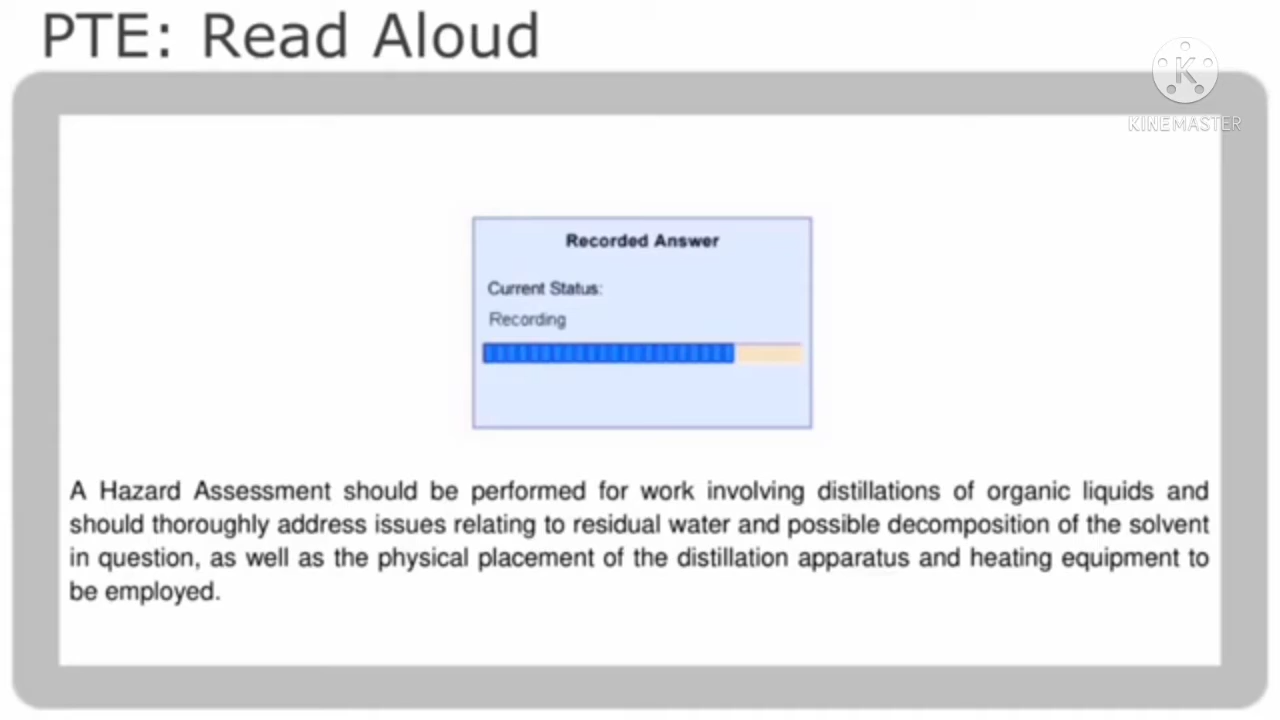 PTE: Read Aloud
K
KINEMASTER
Recorded Answer
Current Status:
Recording
A Hazard Assessment should be performed for work involving distillations of organic liquids and
should thoroughly address issues relating to residual water and possible decomposition of the solvent
in question, as well as the physical placement of the distillation apparatus and heating equipment to
be employed.